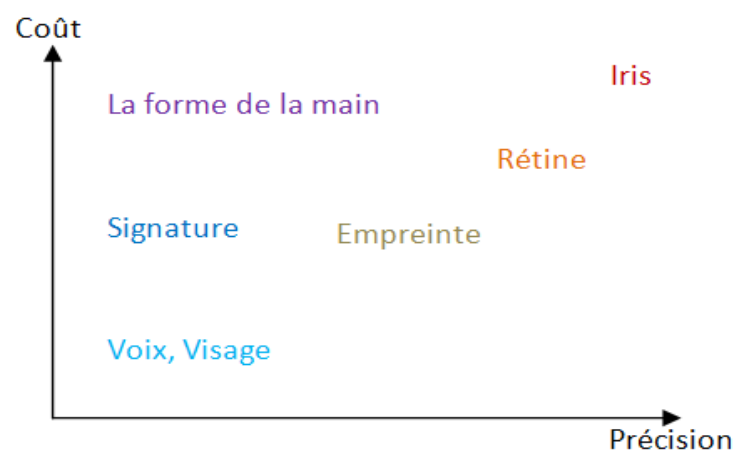 Coût
Iris
La forme de la main
Rétine
Signature
Empreinte
Voix, Visage
Précision